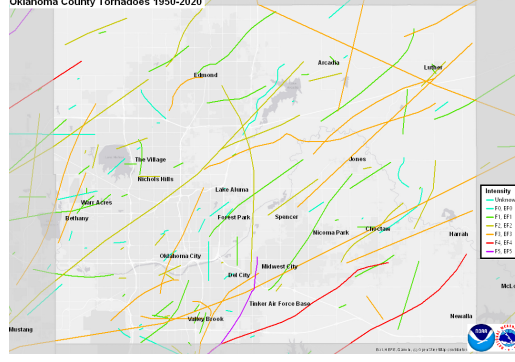 Oklahoma County Tornadoes 1950-2020
Arcadia
Luther
Edmond
The Village
Jones
Nichols Hills
Lake Aluma
Warr Acres
Bethany
Forest Park
Spencer
Nicoma Park
Choctaw
Harrah
Oklahoma City
Midwest City
Del City
Tinker Air Force Base
Valley Brook
Newalla
Mustang
Intensity
F0, EF0
F1, EF1
F2, EF2
F3, EF3
F4, EF4
F5, EF5